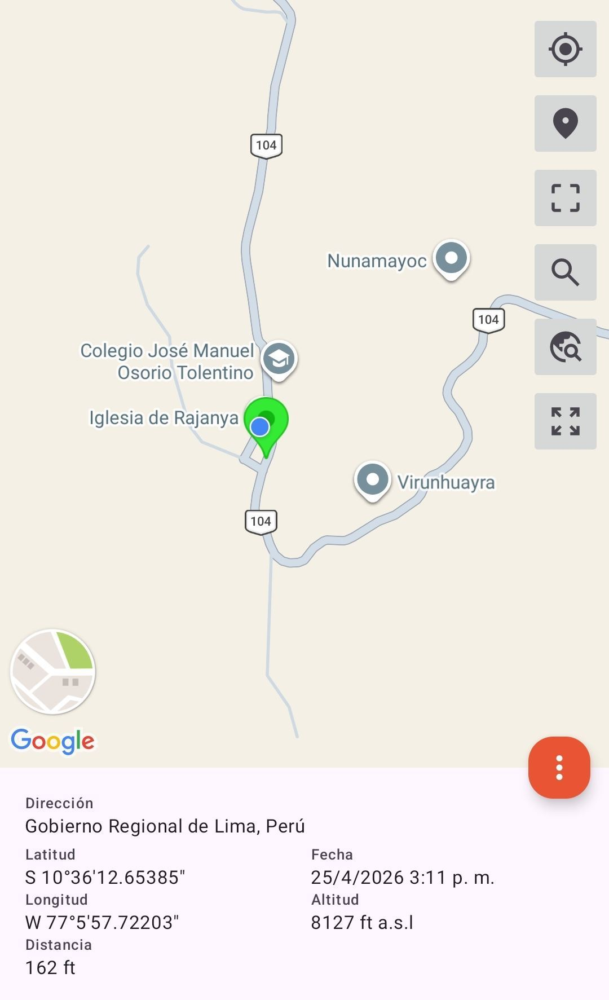 104
Nunamayoc
104
Colegio José Manuel
Osorio Tolentino
Iglesia de Rajanya
Virunhuayra
104
Google
Dirección
Gobierno Regional de Lima, Perú
Latitud
S 10°36'12.65385"
Fecha
25/4/2026 3:11 p. m.
Longitud
W 77°5'57.72203"
Altitud
8127 ft a.s.l
Distancia
162 ft